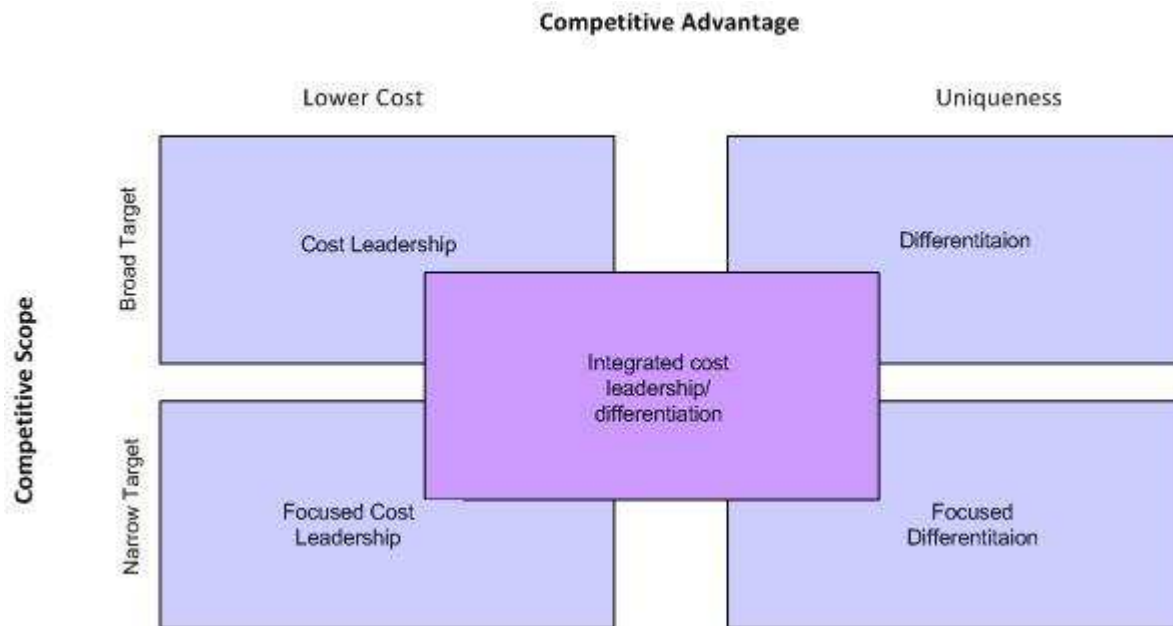 Competitive Advantage
Lower Cost
Uniqueness
Competitive Scope
Broad Target
Cost Leadership
Differentitaion
Integrated cost
leadership/
differentiation
Narrow Target
Focused Cost
Leadership
Focused
Differentitaion